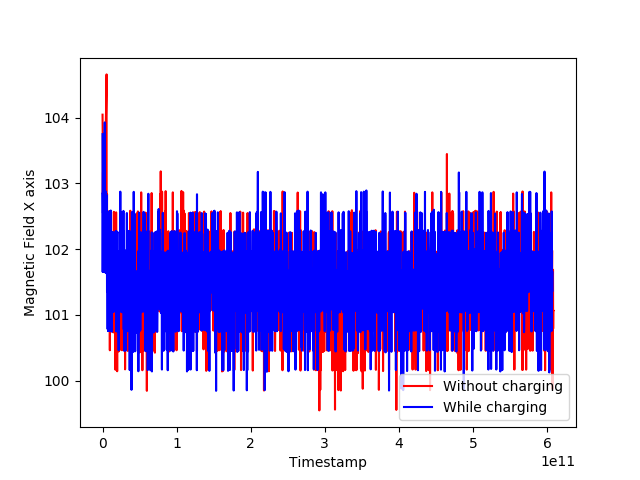 104
103
102
101
100
Magnetic Field X axis
Without charging
While charging
0 1 2 3 4 5 6
Timestamp
1e11